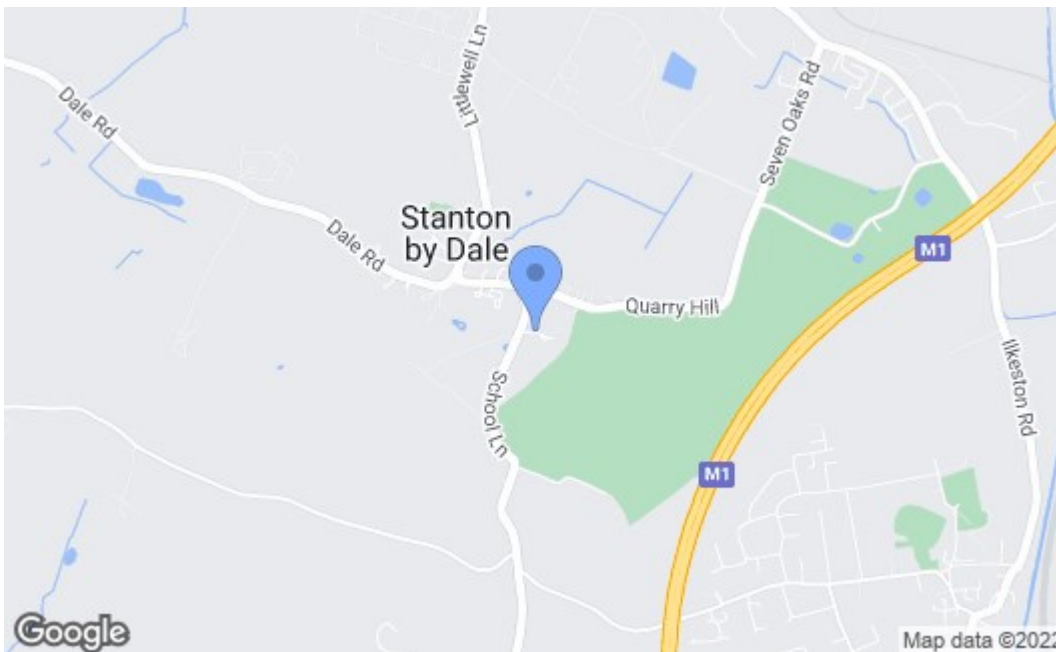 Littlewell Ln
Seven Oaks Rd
Dale Rd
Stanton
by Dale
Dale Rd
M1
Quarry Hill
Ilkeston Rd
School Ln
M1
Google
Map data ©2022